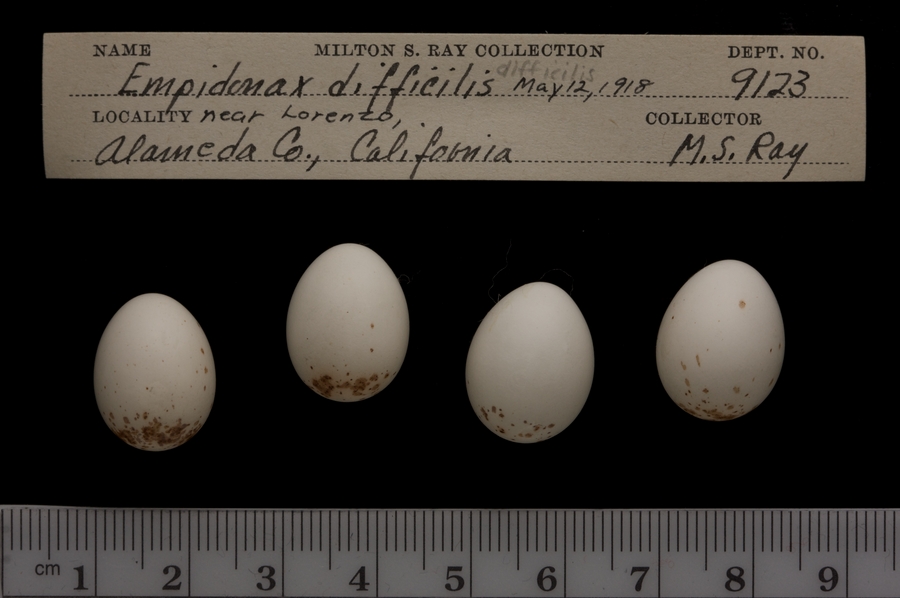 NAME MILTON S. RAY COLLECTION DEPT. NO.
difficilis
Empidonax difficilis May 12, 1918 9123
LOCALITY near Lorenzo, COLLECTOR
Alameda Co., California M.S. Ray
cm 1 2 3 4 5 6 7 8 9